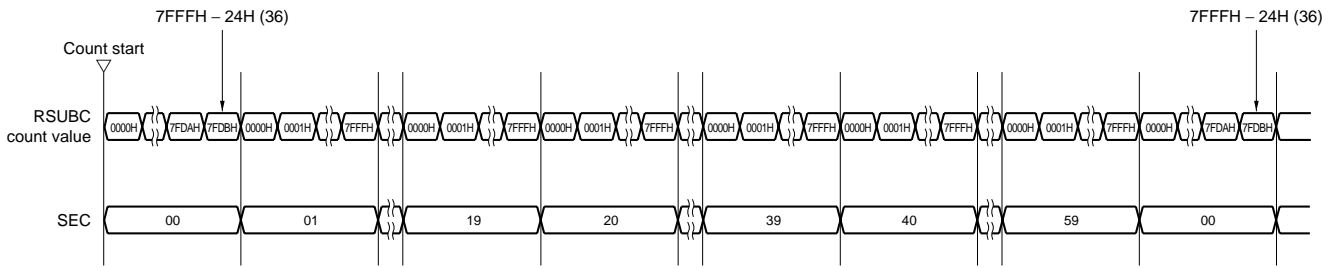 7FFFH – 24H (36) 7FFFH – 24H (36)
Count start
RSUBC
count value
0000H 7FDAH 7FDBH 0000H 0001H 7FFFH 0000H 0001H 7FFFH 0000H 0001H 7FFFH 0000H 0001H 7FFFH 0000H 0001H 7FFFH 0000H 0001H 7FFFH 0000H 7FDAH 7FDBH
SEC 00 01 19 20 39 40 59 00